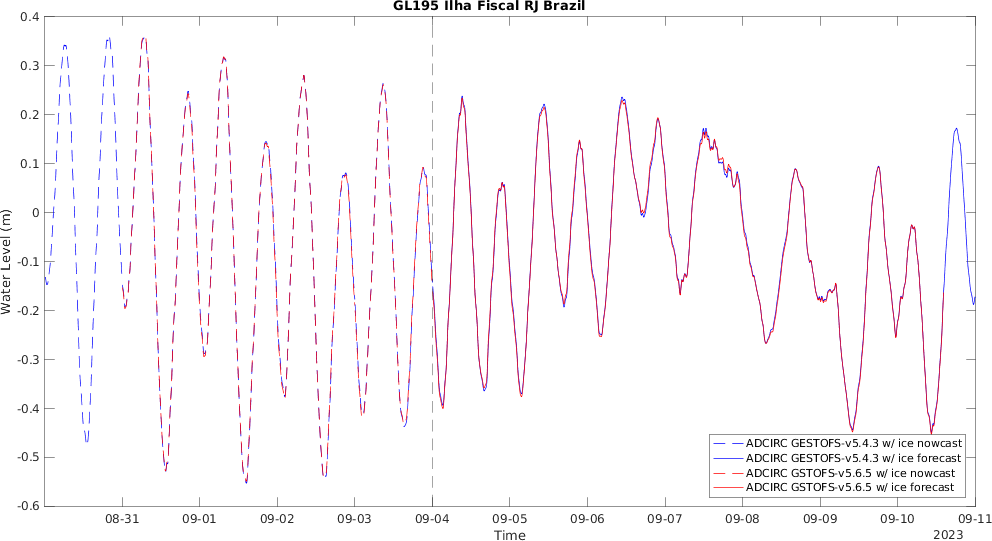 GL195 Ilha Fiscal RJ Brazil
0.4
0.3
0.2
0.1
0
-0.1
-0.2
-0.3
-0.4
-0.5
-0.6
Water Level (m)
ADCIRC GESTOFS-v5.4.3 w/ ice nowcast
ADCIRC GESTOFS-v5.4.3 w/ ice forecast
ADCIRC GSTOFS-v5.6.5 w/ ice nowcast
ADCIRC GSTOFS-v5.6.5 w/ ice forecast
08-31 09-01 09-02 09-03 09-04 09-05 09-06 09-07 09-08 09-09 09-10 09-11
Time
2023